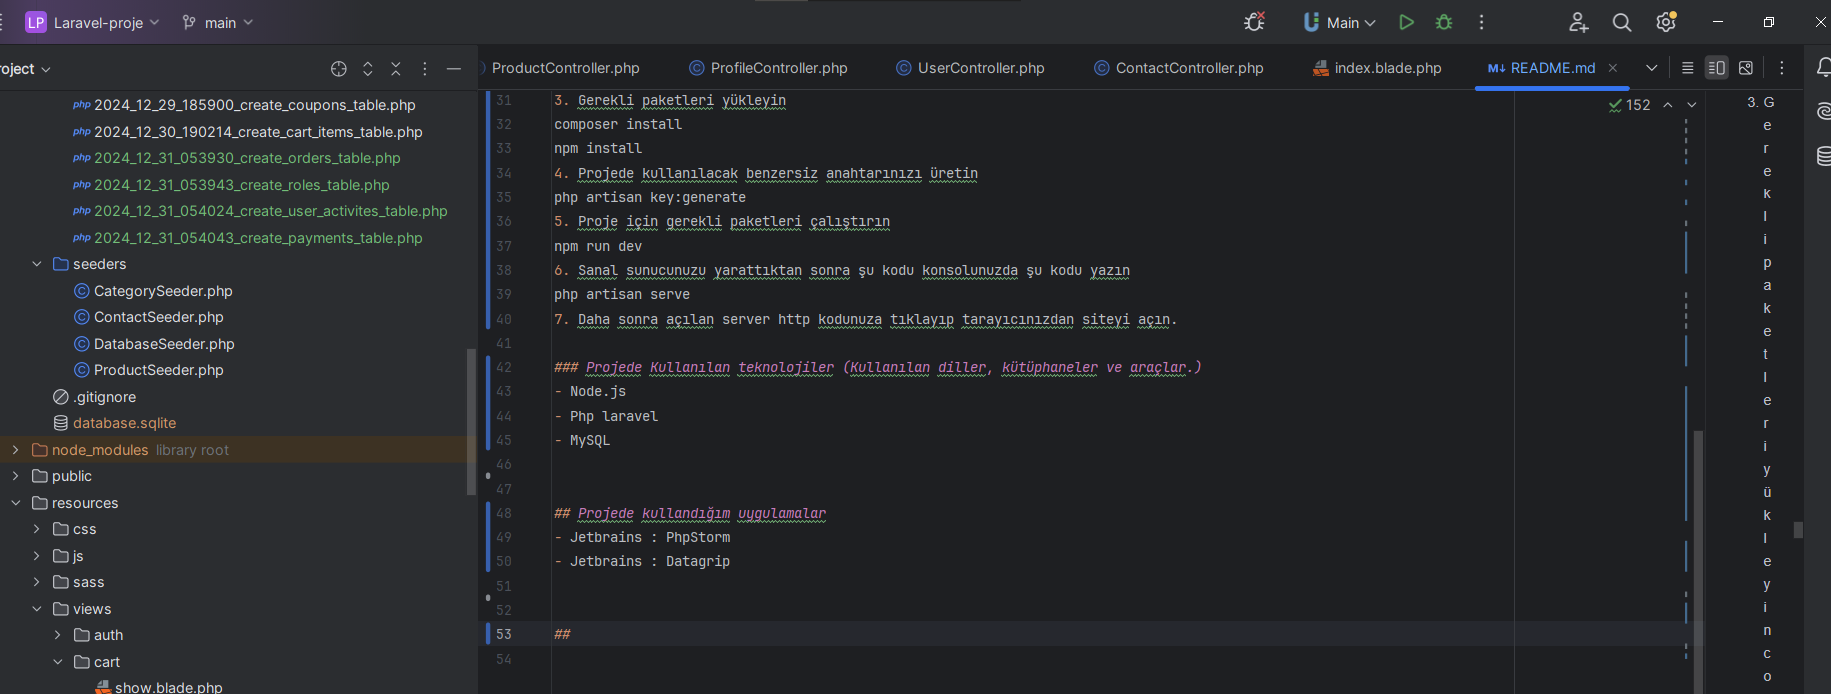 LP Laravel-proje main Main
roject
ProductController.php ProfileController.php UserController.php ContactController.php index.blade.php M↓ README.md
php 2024_12_29_185900_create_coupons_table.php
php 2024_12_30_190214_create_cart_items_table.php
php 2024_12_31_053930_create_orders_table.php
php 2024_12_31_053943_create_roles_table.php
php 2024_12_31_054024_create_user_activites_table.php
php 2024_12_31_054043_create_payments_table.php
seeders
CategorySeeder.php
ContactSeeder.php
DatabaseSeeder.php
ProductSeeder.php
.gitignore
database.sqlite
node_modules library root
public
resources
css
js
sass
views
auth
cart
show.blade.php
152
31 3. Gerekli paketleri yükleyin
32 composer install
33 npm install
34 4. Projede kullanılacak benzersiz anahtarınızı üretin
35 php artisan key:generate
36 5. Proje için gerekli paketleri çalıştırın
37 npm run dev
38 6. Sanal sunucunuzu yarattıktan sonra şu kodu konsolunuzda şu kodu yazın
39 php artisan serve
40 7. Daha sonra açılan server http kodunuza tıklayıp tarayıcınızdan siteyi açın.
41
42 ### Projede Kullanılan teknolojiler (Kullanılan diller, kütüphaneler ve araçlar.)
43 - Node.js
44 - Php laravel
45 - MySQL
46
47
48 ## Projede kullandığım uygulamalar
49 - Jetbrains : PhpStorm
50 - Jetbrains : Datagrip
51
52
53 ##
54
3. G
e
r
e
k
l
i
p
a
k
e
t
l
e
r
i
y
ü
k
l
e
y
i
n
c
o